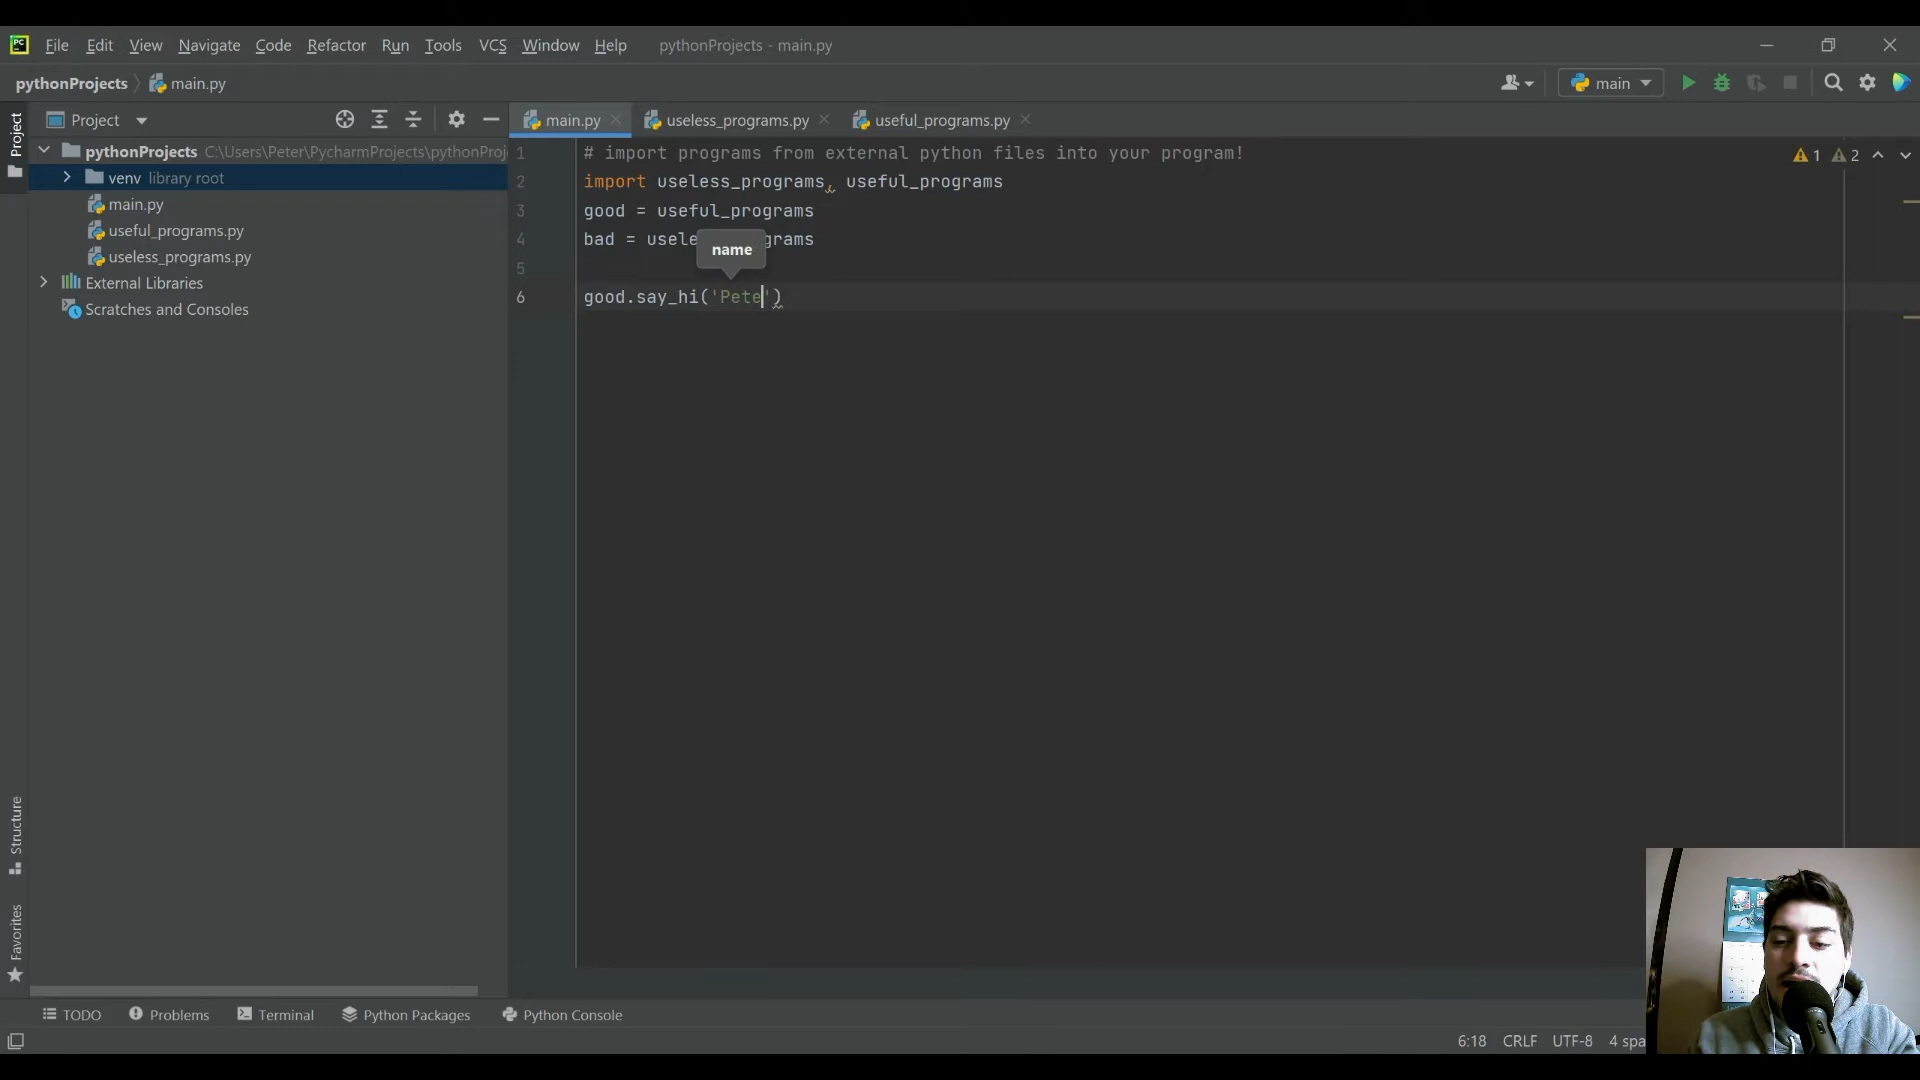 PC File Edit View Navigate Code Refactor Run Tools VCS Window Help pythonProjects - main.py
pythonProjects main.py main
Project main.py useless_programs.py useful_programs.py
Project
pythonProjects C:\Users\Peter\PycharmProjects\pythonProj
venv library root
main.py
useful_programs.py
useless_programs.py
External Libraries
Scratches and Consoles
1 # import programs from external python files into your program!
2 import useless_programs, useful_programs
3 good = useful_programs
4 bad = usele grams
name
5
6 good.say_hi('Pete')
1 2
Structure
Favorites
TODO Problems Terminal Python Packages Python Console
6:18 CRLF UTF-8 4 spa